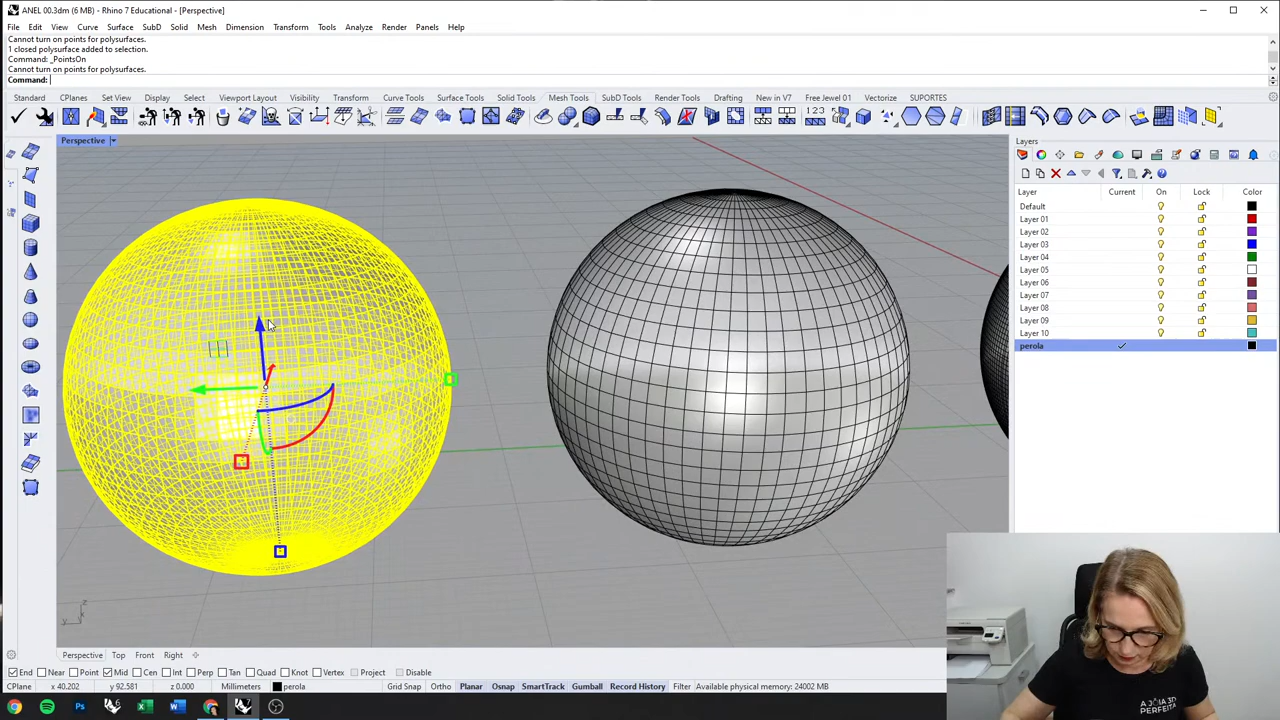 ANEL 00.3dm (6 MB) - Rhino 7 Educational - [Perspective]
File Edit View Curve Surface SubD Solid Mesh Dimension Transform Tools Analyze Render Panels Help
Cannot turn on points for polysurfaces.
1 closed polysurface added to selection.
Command: _PointsOn
Cannot turn on points for polysurfaces.
Command:
Standard CPlanes Set View Display Select Viewport Layout Visibility Transform Curve Tools Surface Tools Solid Tools Mesh Tools SubD Tools Render Tools Drafting New in V7 Free Jewel 01 Vectorize SUPORTES
123
Perspective
Layers
Layer Current On Lock Color
Default
Layer 01
Layer 02
Layer 03
Layer 04
Layer 05
Layer 06
Layer 07
Layer 08
Layer 09
Layer 10
perola
z
y
Perspective Top Front Right
End Near Point Mid Cen Int Perp Tan Quad Knot Vertex Project Disable
CPlane x 40.202 y 92.581 z 0.000 Millimeters perola Grid Snap Ortho Planar Osnap SmartTrack Gumball Record History Filter Available physical memory: 24002 MB
A JÓIA 3D
PERFEITA